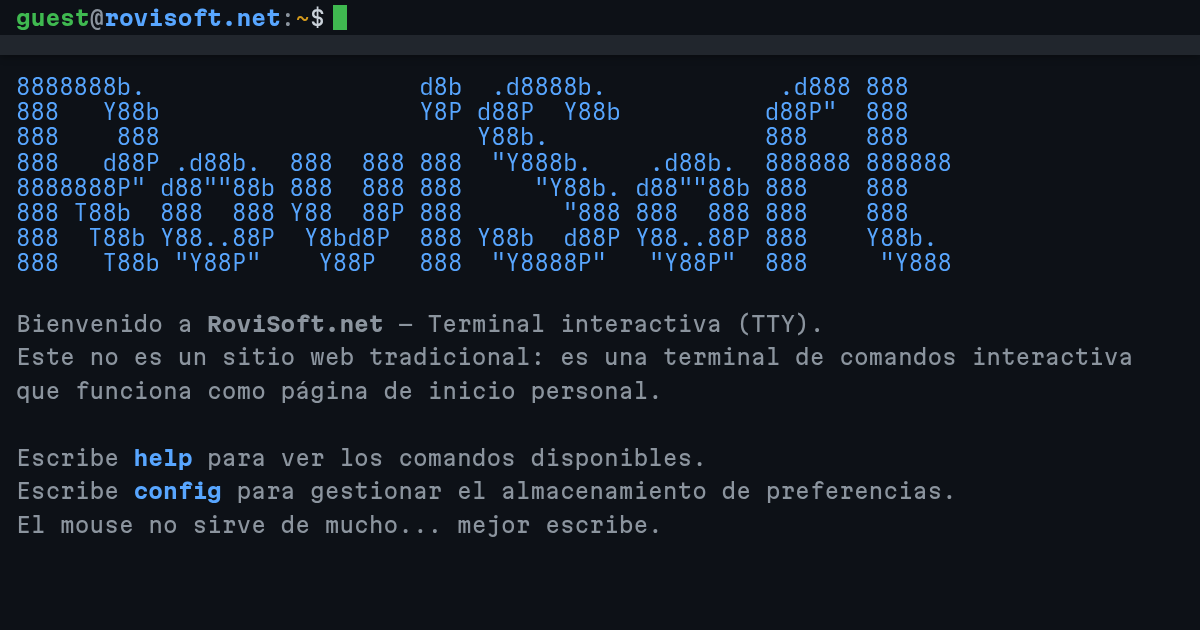 guest@rovisoft.net:~$
8888888b.                   d8b  .d8888b.            .d888 888
888   Y88b                  Y8P d88P  Y88b          d88P"  888
888    888                      Y88b.               888    888
888   d88P .d88b.  888  888 888  "Y888b.    .d88b.  888888 888888
8888888P" d88""88b 888  888 888     "Y88b. d88""88b 888    888
888 T88b  888  888 Y88  88P 888       "888 888  888 888    888
888  T88b Y88..88P  Y8bd8P  888 Y88b  d88P Y88..88P 888    Y88b.
888   T88b "Y88P"    Y88P   888  "Y8888P"   "Y88P"  888     "Y888
Bienvenido a RoviSoft.net — Terminal interactiva (TTY).
Este no es un sitio web tradicional: es una terminal de comandos interactiva
que funciona como página de inicio personal.
Escribe help para ver los comandos disponibles.
Escribe config para gestionar el almacenamiento de preferencias.
El mouse no sirve de mucho... mejor escribe.